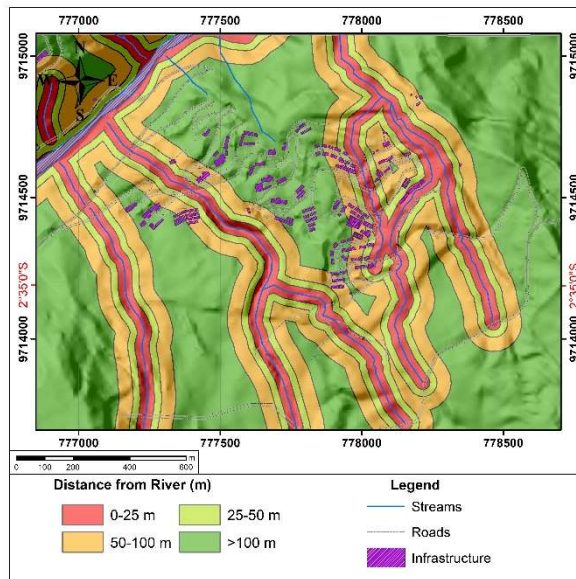 777000 777500 778000 778500
9715000 9715000
N
W E
S
9714500 9714500
2°35'0"S 2°35'0"S
9714000 9714000
777000 777500 778000 778500
m
0 100 200 400 600
Distance from River (m) Legend
0-25 m 25-50 m Streams
50-100 m >100 m Roads
Infrastructure